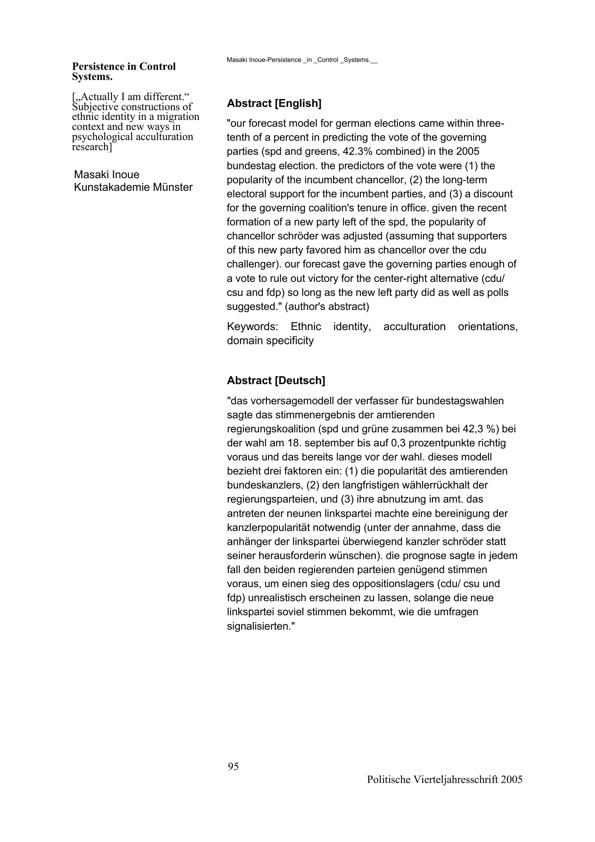 Masaki Inoue-Persistence _in _Control _Systems.__
Persistence in Control
Systems.
[„Actually I am different.“
Subjective constructions of
ethnic identity in a migration
context and new ways in
psychological acculturation
research]
Masaki Inoue
Kunstakademie Münster
Abstract [English]
"our forecast model for german elections came within three-
tenth of a percent in predicting the vote of the governing
parties (spd and greens, 42.3% combined) in the 2005
bundestag election. the predictors of the vote were (1) the
popularity of the incumbent chancellor, (2) the long-term
electoral support for the incumbent parties, and (3) a discount
for the governing coalition's tenure in office. given the recent
formation of a new party left of the spd, the popularity of
chancellor schröder was adjusted (assuming that supporters
of this new party favored him as chancellor over the cdu
challenger). our forecast gave the governing parties enough of
a vote to rule out victory for the center-right alternative (cdu/
csu and fdp) so long as the new left party did as well as polls
suggested." (author's abstract)
Keywords: Ethnic identity, acculturation orientations,
domain specificity
Abstract [Deutsch]
"das vorhersagemodell der verfasser für bundestagswahlen
sagte das stimmenergebnis der amtierenden
regierungskoalition (spd und grüne zusammen bei 42,3 %) bei
der wahl am 18. september bis auf 0,3 prozentpunkte richtig
voraus und das bereits lange vor der wahl. dieses modell
bezieht drei faktoren ein: (1) die popularität des amtierenden
bundeskanzlers, (2) den langfristigen wählerrückhalt der
regierungsparteien, und (3) ihre abnutzung im amt. das
antreten der neunen linkspartei machte eine bereinigung der
kanzlerpopularität notwendig (unter der annahme, dass die
anhänger der linkspartei überwiegend kanzler schröder statt
seiner herausforderin wünschen). die prognose sagte in jedem
fall den beiden regierenden parteien genügend stimmen
voraus, um einen sieg des oppositionslagers (cdu/ csu und
fdp) unrealistisch erscheinen zu lassen, solange die neue
linkspartei soviel stimmen bekommt, wie die umfragen
signalisierten."
95
Politische Vierteljahresschrift 2005